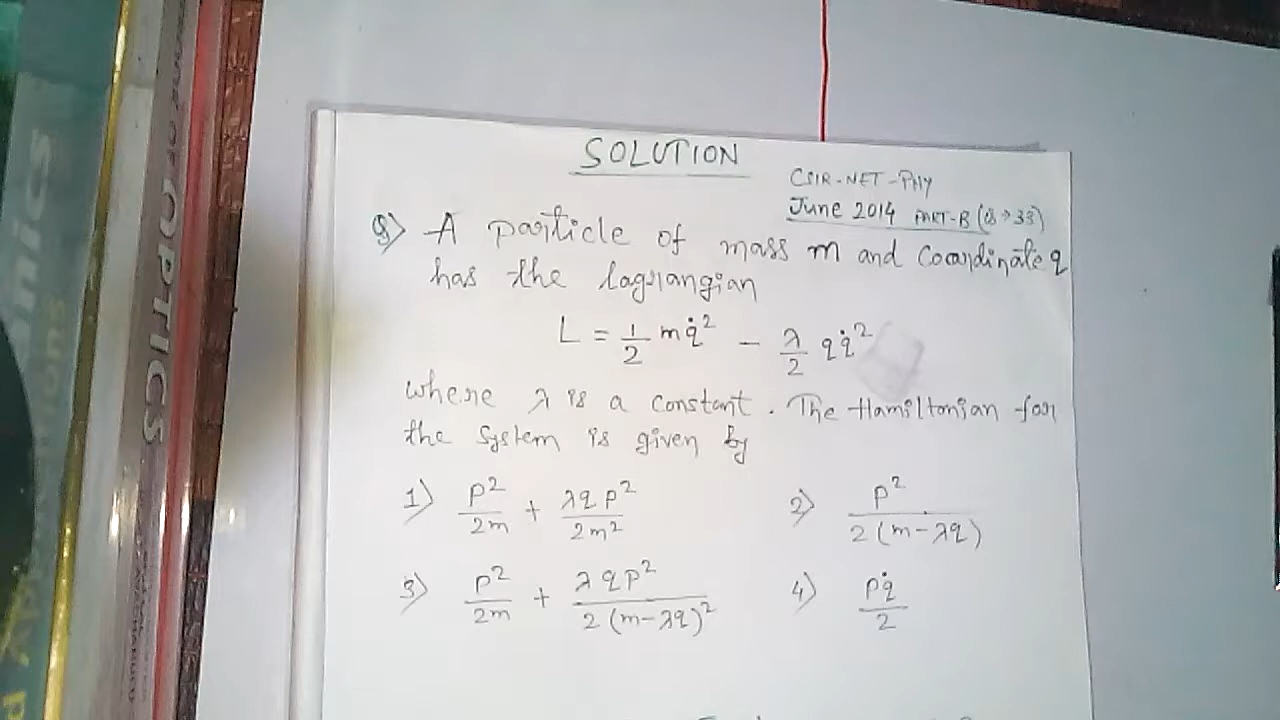 SOLUTION
CSIR-NET-PHY
June 2014 PART-B (Q→33)
Q) A particle of mass m and coordinate q
has the lagrangian
L = 1/2 m q̇² - λ/2 q q̇²
where λ is a constant. The Hamiltonian for
the system is given by
1) p²/2m + λqp²/2m² 2) p²/2(m-λq)
3) p²/2m + λqp²/2(m-λq)² 4) pq̇/2
OPTICS